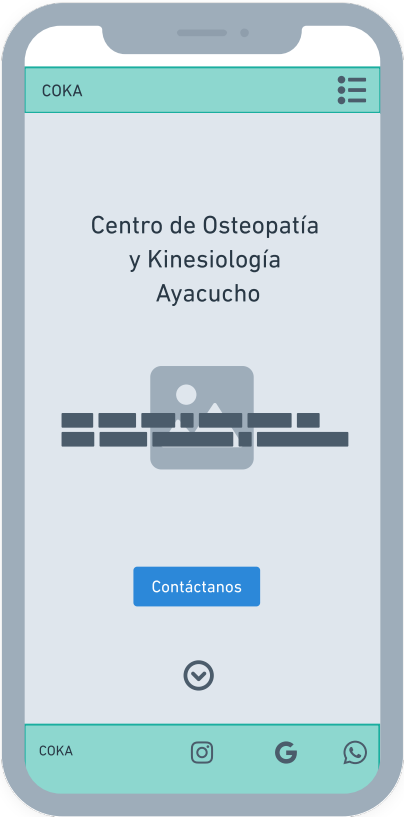 COKA
Centro de Osteopatía
y Kinesiología
Ayacucho
Contáctanos
COKA